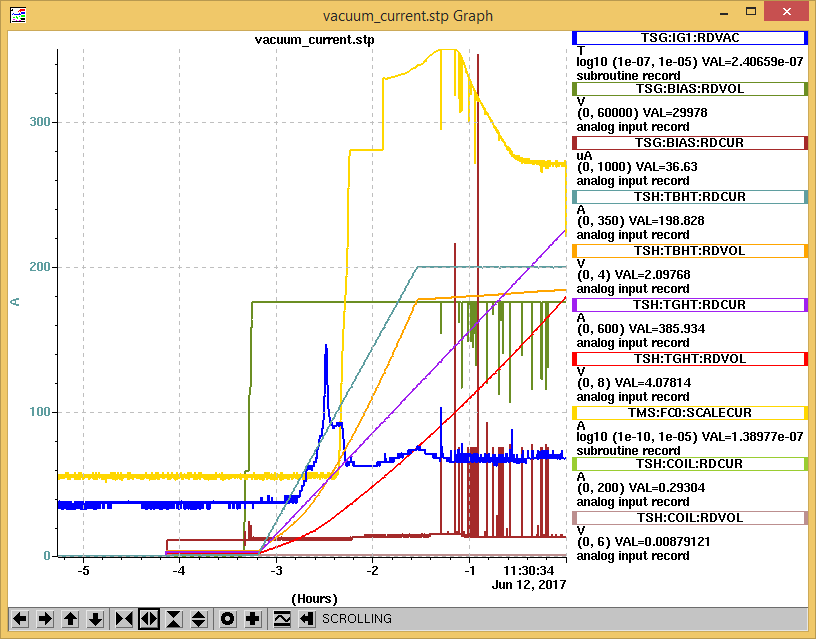 vacuum_current.stp Graph
vacuum_current.stp
300
200
100
0
A
-5
-4
-3
-2
-1
11:30:34
Jun 12, 2017
(Hours)
TSG:IG1:RDVAC
T
log10 (1e-07, 1e-05) VAL=2.40659e-07
subroutine record
TSG:BIAS:RDVOL
V
(0, 60000) VAL=29978
analog input record
TSG:BIAS:RDCUR
uA
(0, 1000) VAL=36.63
analog input record
TSH:TBHT:RDCUR
A
(0, 350) VAL=198.828
analog input record
TSH:TBHT:RDVOL
V
(0, 4) VAL=2.09768
analog input record
TSH:TGHT:RDCUR
A
(0, 600) VAL=385.934
analog input record
TSH:TGHT:RDVOL
V
(0, 8) VAL=4.07814
analog input record
TMS:FC0:SCALECUR
A
log10 (1e-10, 1e-05) VAL=1.38977e-07
subroutine record
TSH:COIL:RDCUR
A
(0, 200) VAL=0.29304
analog input record
TSH:COIL:RDVOL
V
(0, 6) VAL=0.00879121
analog input record
SCROLLING